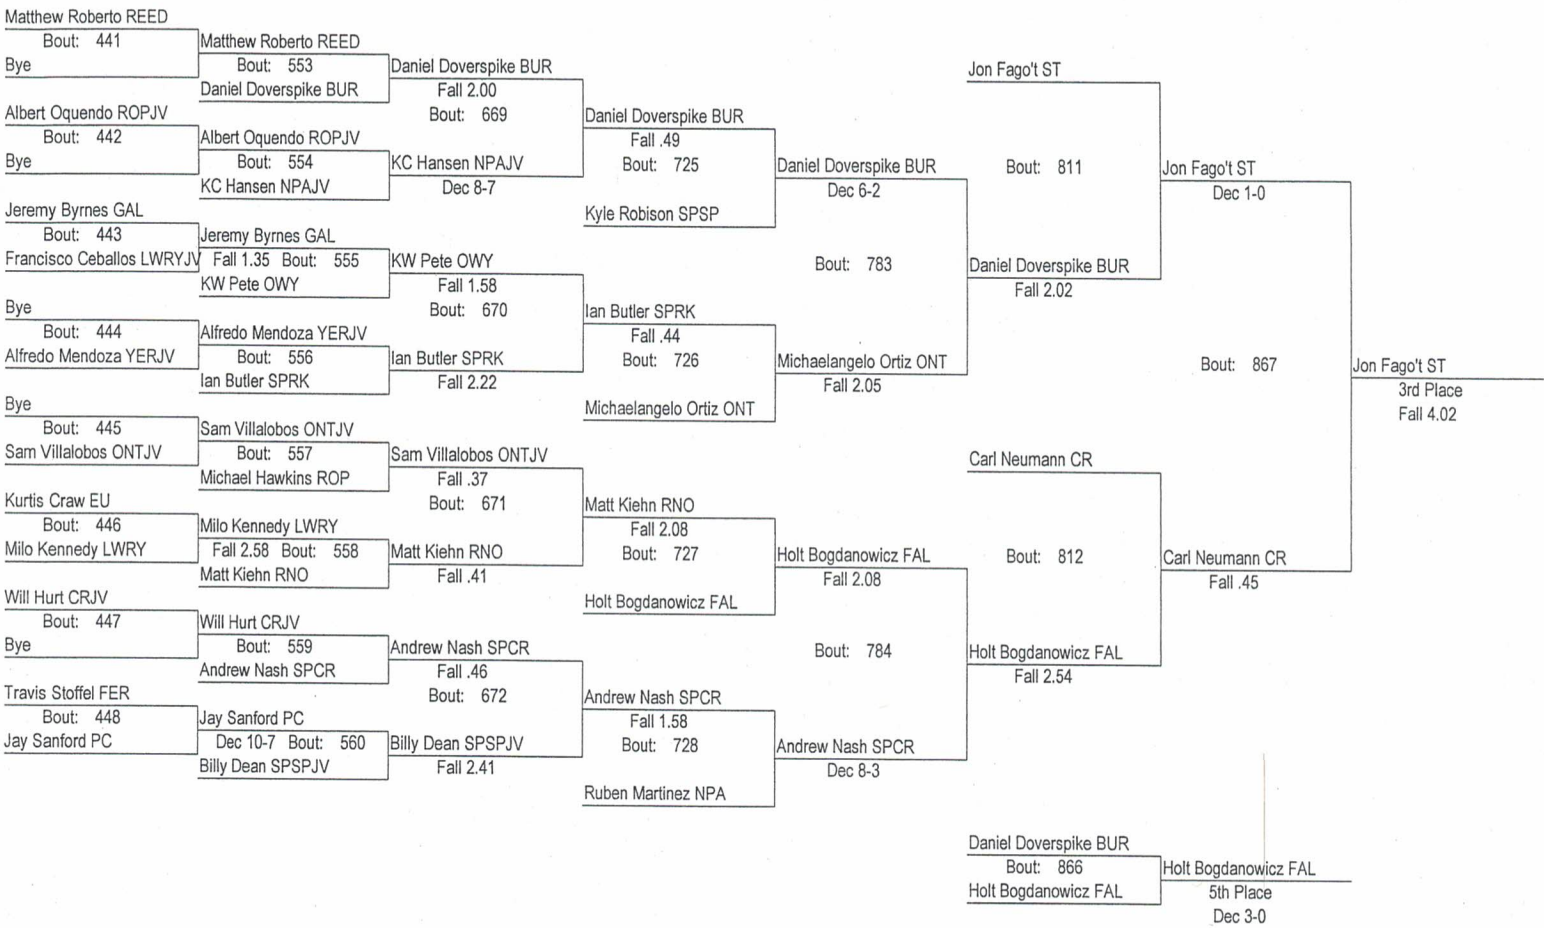 Matthew Roberto REED
Bout: 441
Bye
Albert Oquendo ROPJV
Bout: 442
Bye
Jeremy Byrnes GAL
Bout: 443
Francisco Ceballos LWRYJV
Bye
Bout: 444
Alfredo Mendoza YERJV
Bye
Bout: 445
Sam Villalobos ONTJV
Kurtis Craw EU
Bout: 446
Milo Kennedy LWRY
Will Hurt CRJV
Bout: 447
Bye
Travis Stoffel FER
Bout: 448
Jay Sanford PC
Matthew Roberto REED
Bout: 553
Daniel Doverspike BUR
Albert Oquendo ROPJV
Bout: 554
KC Hansen NPAJV
Jeremy Byrnes GAL
Fall 1.35 Bout: 555
KW Pete OWY
Alfredo Mendoza YERJV
Bout: 556
Ian Butler SPRK
Sam Villalobos ONTJV
Bout: 557
Michael Hawkins ROP
Milo Kennedy LWRY
Fall 2.58 Bout: 558
Matt Kiehn RNO
Will Hurt CRJV
Bout: 559
Andrew Nash SPCR
Jay Sanford PC
Dec 10-7 Bout: 560
Billy Dean SPSPJV
Daniel Doverspike BUR
Fall 2.00
Bout: 669
KC Hansen NPAJV
Dec 8-7
KW Pete OWY
Fall 1.58
Bout: 670
Ian Butler SPRK
Fall 2.22
Sam Villalobos ONTJV
Fall .37
Bout: 671
Matt Kiehn RNO
Fall .41
Andrew Nash SPCR
Fall .46
Bout: 672
Billy Dean SPSPJV
Fall 2.41
Daniel Doverspike BUR
Fall .49
Bout: 725
Kyle Robison SPSP
Ian Butler SPRK
Fall .44
Bout: 726
Michaelangelo Ortiz ONT
Matt Kiehn RNO
Fall 2.08
Bout: 727
Holt Bogdanowicz FAL
Andrew Nash SPCR
Fall 1.58
Bout: 728
Ruben Martinez NPA
Daniel Doverspike BUR
Dec 6-2
Bout: 783
Michaelangelo Ortiz ONT
Fall 2.05
Holt Bogdanowicz FAL
Fall 2.08
Bout: 784
Andrew Nash SPCR
Dec 8-3
Jon Fago't ST
Bout: 811
Daniel Doverspike BUR
Fall 2.02
Carl Neumann CR
Bout: 812
Holt Bogdanowicz FAL
Fall 2.54
Jon Fago't ST
Dec 1-0
Bout: 867
Carl Neumann CR
Fall .45
Jon Fago't ST
3rd Place
Fall 4.02
Daniel Doverspike BUR
Bout: 866
Holt Bogdanowicz FAL
Holt Bogdanowicz FAL
5th Place
Dec 3-0